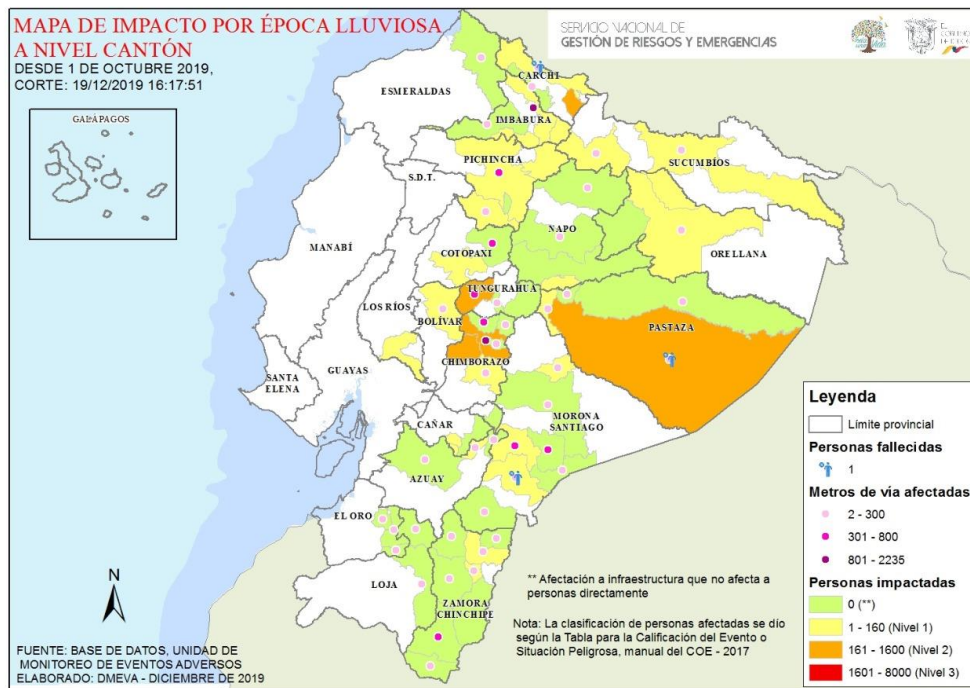 MAPA DE IMPACTO POR ÉPOCA LLUVIOSA
A NIVEL CANTÓN
DESDE 1 DE OCTUBRE 2019,
CORTE: 19/12/2019 16:17:51
SERVICIO NACIONAL DE
GESTIÓN DE RIESGOS Y EMERGENCIAS
GALÁPAGOS
ESMERALDAS
CARCHI
IMBABURA
PICHINCHA
SUCUMBÍOS
S.D.T.
NAPO
MANABÍ
COTOPAXI
ORELLANA
TUNGURAHUA
LOS RÍOS
BOLÍVAR
PASTAZA
CHIMBORAZO
GUAYAS
SANTA
ELENA
CAÑAR
MORONA
SANTIAGO
AZUAY
EL ORO
LOJA
ZAMORA
CHINCHIPE
N
Leyenda
Límite provincial
Personas fallecidas
1
Metros de vía afectadas
2 - 300
301 - 800
801 - 2235
Personas impactadas
0 (**)
1 - 160 (Nivel 1)
161 - 1600 (Nivel 2)
1601 - 8000 (Nivel 3)
** Afectación a infraestructura que no afecta a
personas directamente
Nota: La clasificación de personas afectadas se dío
según la Tabla para la Calificación del Evento o
Situación Peligrosa, manual del COE - 2017
FUENTE: BASE DE DATOS, UNIDAD DE
MONITOREO DE EVENTOS ADVERSOS
ELABORADO: DMEVA - DICIEMBRE DE 2019